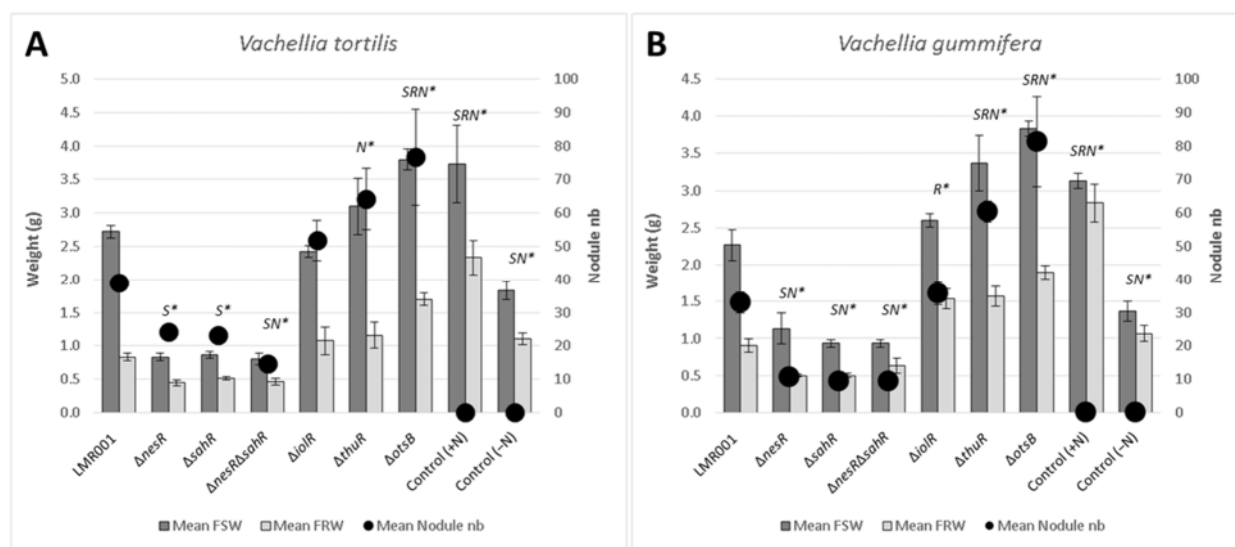 A
Vachellia tortilis
5.0
4.5
4.0
3.5
3.0
2.5
2.0
1.5
1.0
0.5
0.0
Weight (g)
100
90
80
70
60
50
40
30
20
10
0
Nodule nb
S*
S*
SN*
N*
SRN*
SRN*
SN*
LMR001
ΔnesR
ΔsahR
ΔnesRΔsahR
ΔiolR
ΔthuR
ΔotsB
Control (+N)
Control (−N)
Mean FSW
Mean FRW
Mean Nodule nb
B
Vachellia gummifera
4.5
4.0
3.5
3.0
2.5
2.0
1.5
1.0
0.5
0.0
Weight (g)
100
90
80
70
60
50
40
30
20
10
0
Nodule nb
SN*
SN*
SN*
R*
SRN*
SRN*
SRN*
SN*
LMR001
ΔnesR
ΔsahR
ΔnesRΔsahR
ΔiolR
ΔthuR
ΔotsB
Control (+N)
Control (−N)
Mean FSW
Mean FRW
Mean Nodule nb